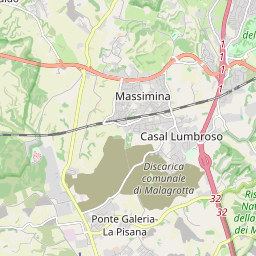 Massimina
Casal Lumbroso
Discarica
comunale
di Malagrotta
Ponte Galeria-
La Pisana
32
32